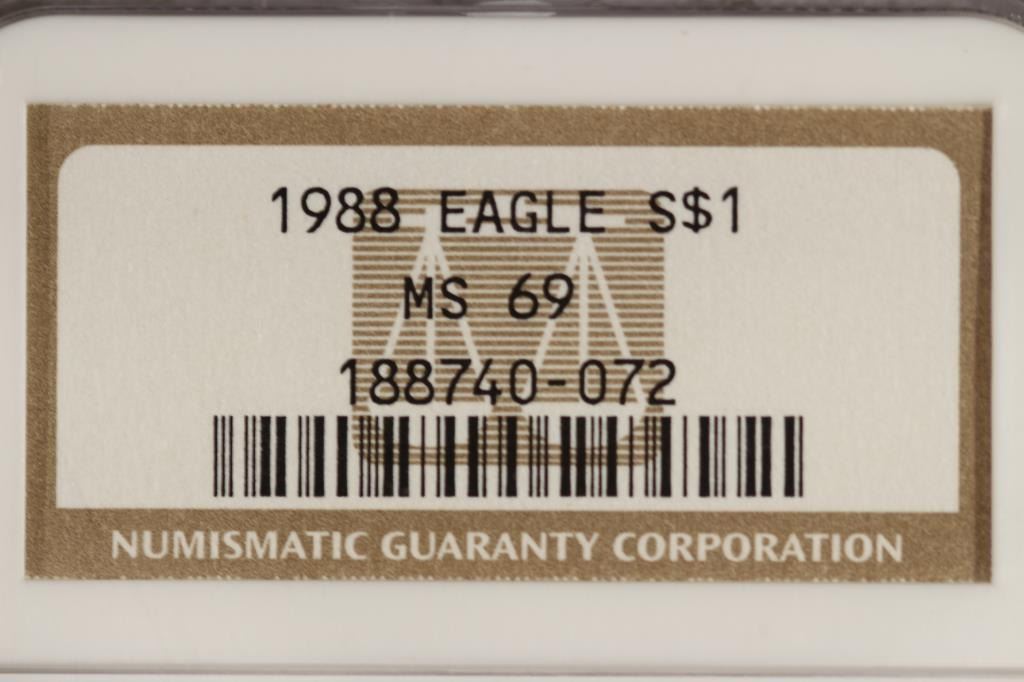 1988 EAGLE S$1
MS 69
188740-072
NUMISMATIC GUARANTY CORPORATION